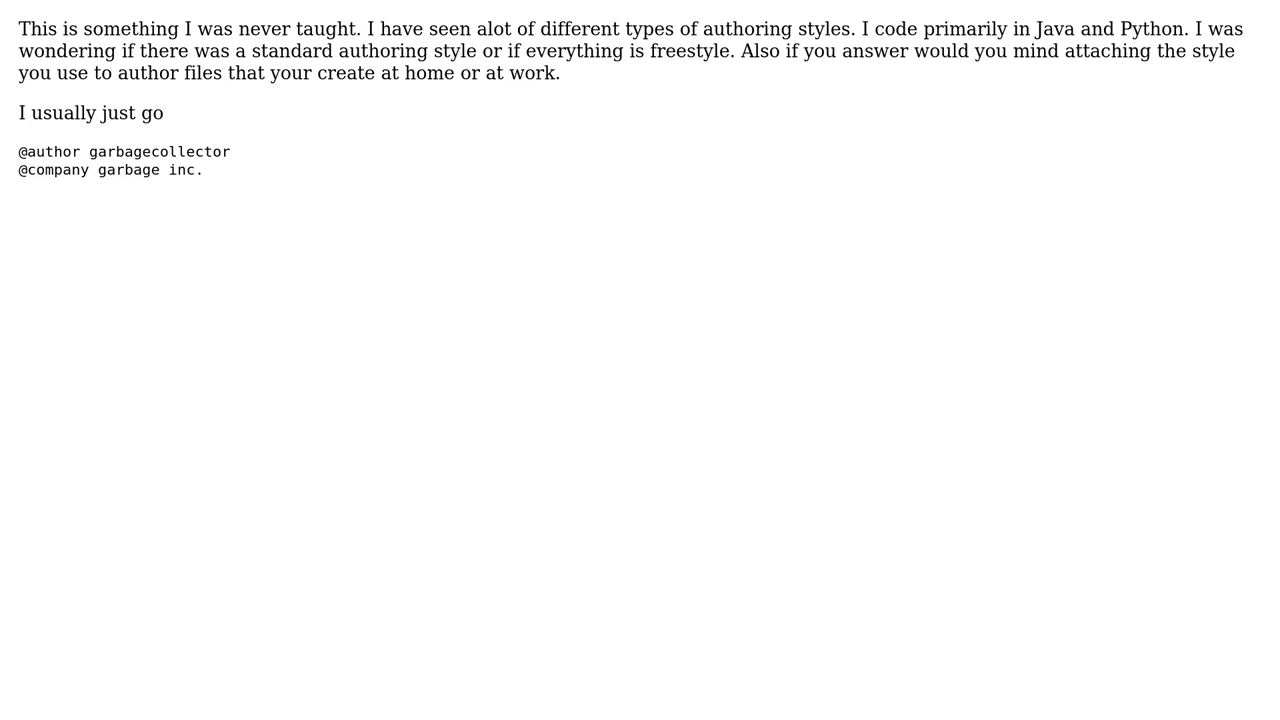 This is something I was never taught. I have seen alot of different types of authoring styles. I code primarily in Java and Python. I was
wondering if there was a standard authoring style or if everything is freestyle. Also if you answer would you mind attaching the style
you use to author files that your create at home or at work.
I usually just go
@author garbagecollector
@company garbage inc.